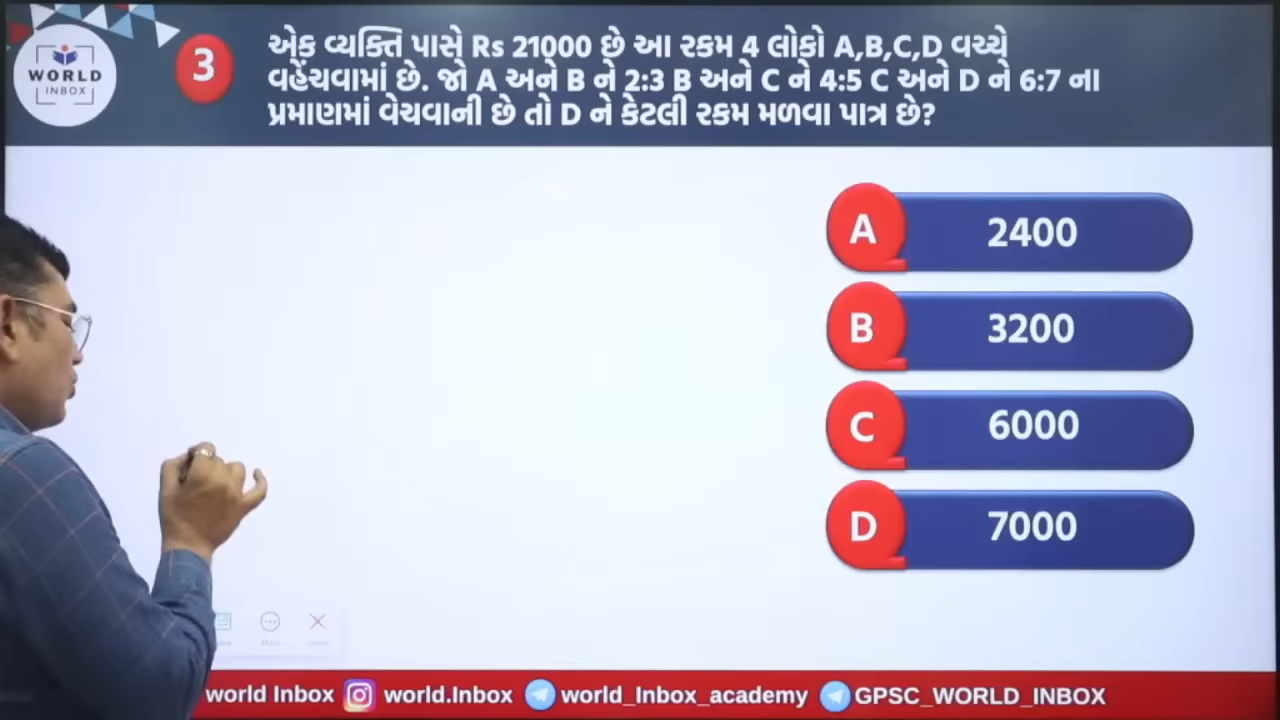 WORLD
INBOX
3
એક વ્યક્તિ પાસે Rs 21000 છે આ રકમ 4 લોકો A,B,C,D વચ્ચે
વહેંચવામાં છે. જો A અને B ને 2:3 B અને C ને 4:5 C અને D ને 6:7 ના
પ્રમાણમાં વેચવાની છે તો D ને કેટલી રકમ મળવા પાત્ર છે?
A 2400
B 3200
C 6000
D 7000
world Inbox world.Inbox world_Inbox_academy GPSC_WORLD_INBOX